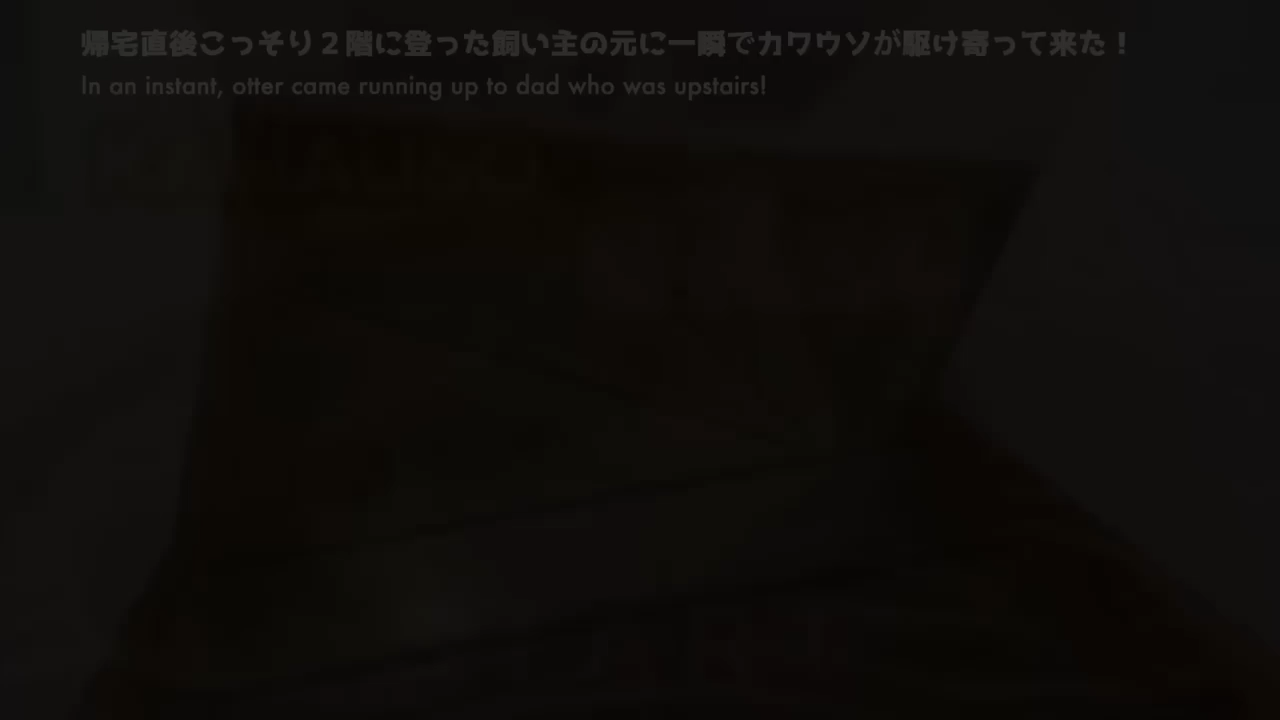 帰宅直後こっそり２階に登った飼い主の元に一瞬でカワウソが駆け寄って来た！
In an instant, otter came running up to dad who was upstairs!